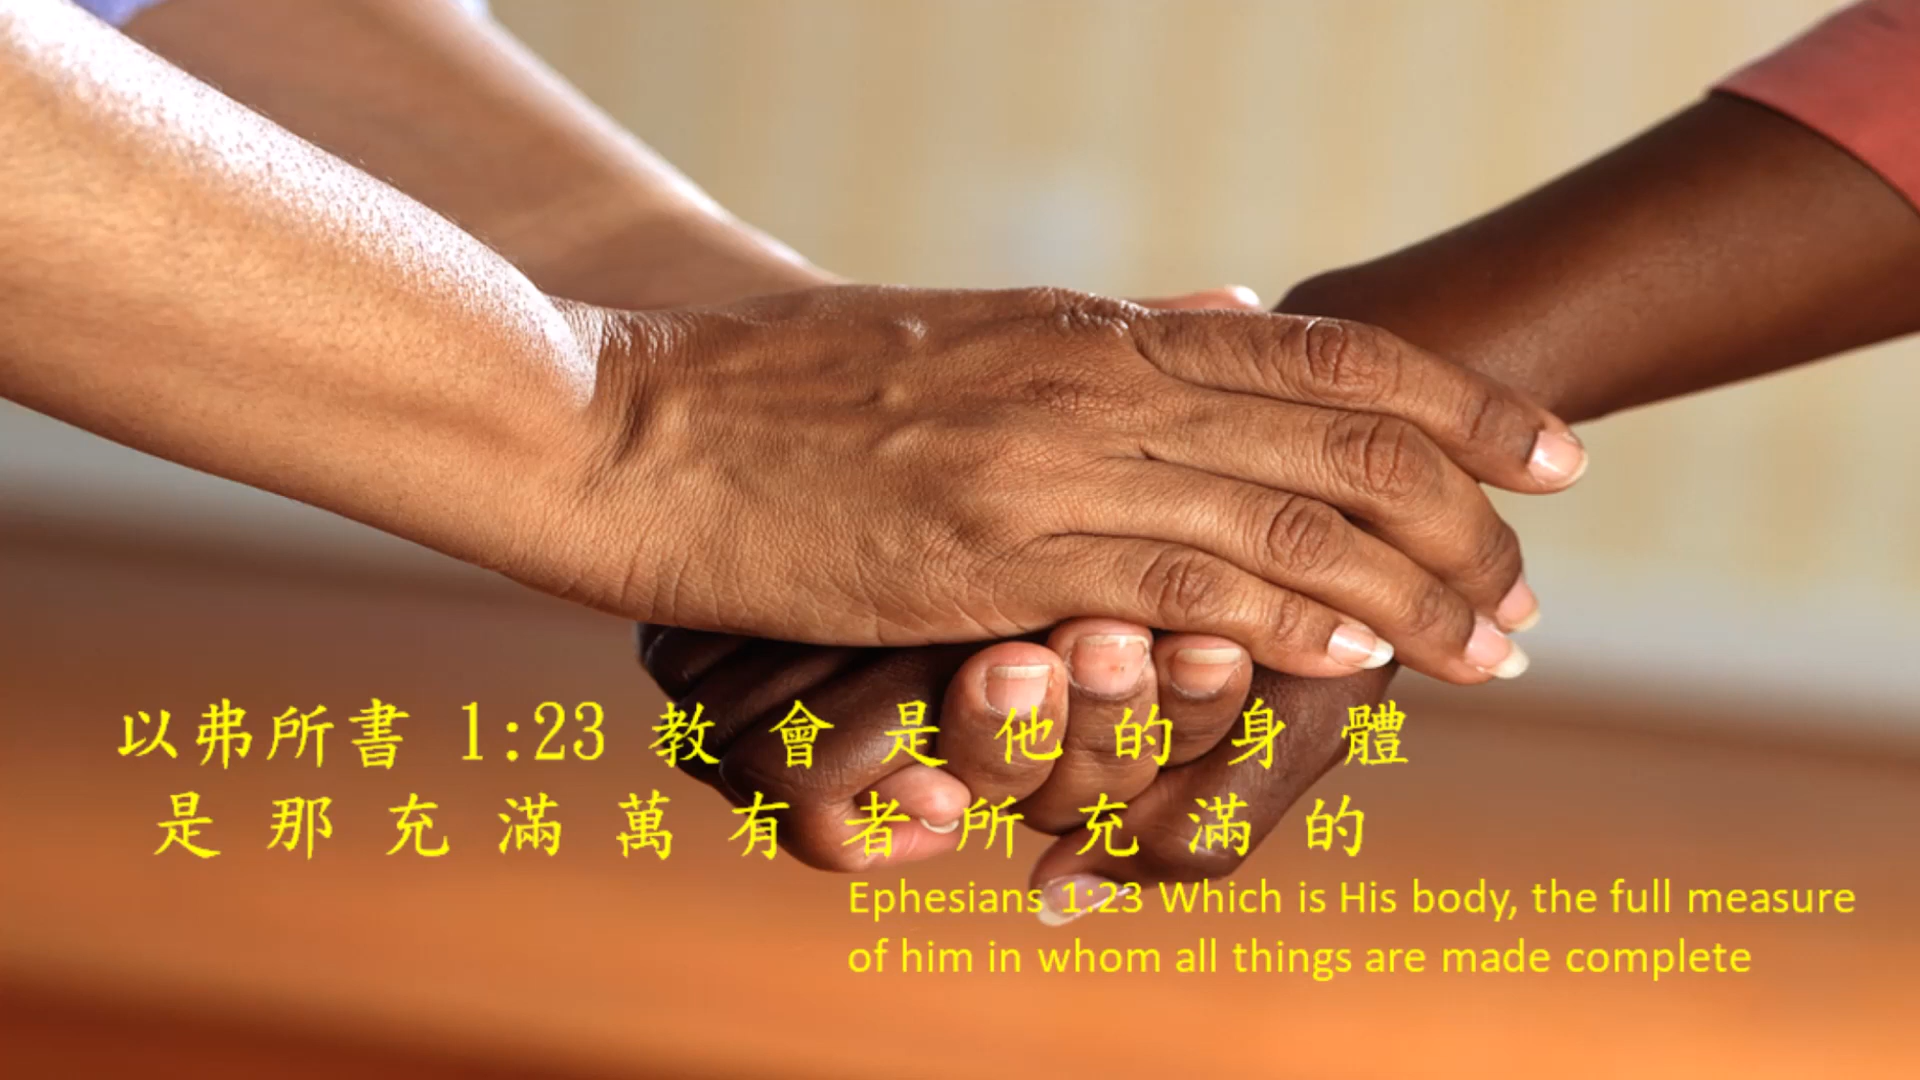 以弗所書 1:23 教 會 是 他 的 身 體
是 那 充 滿 萬 有 者 所 充 滿 的
Ephesians 1:23 Which is His body, the full measure
of him in whom all things are made complete